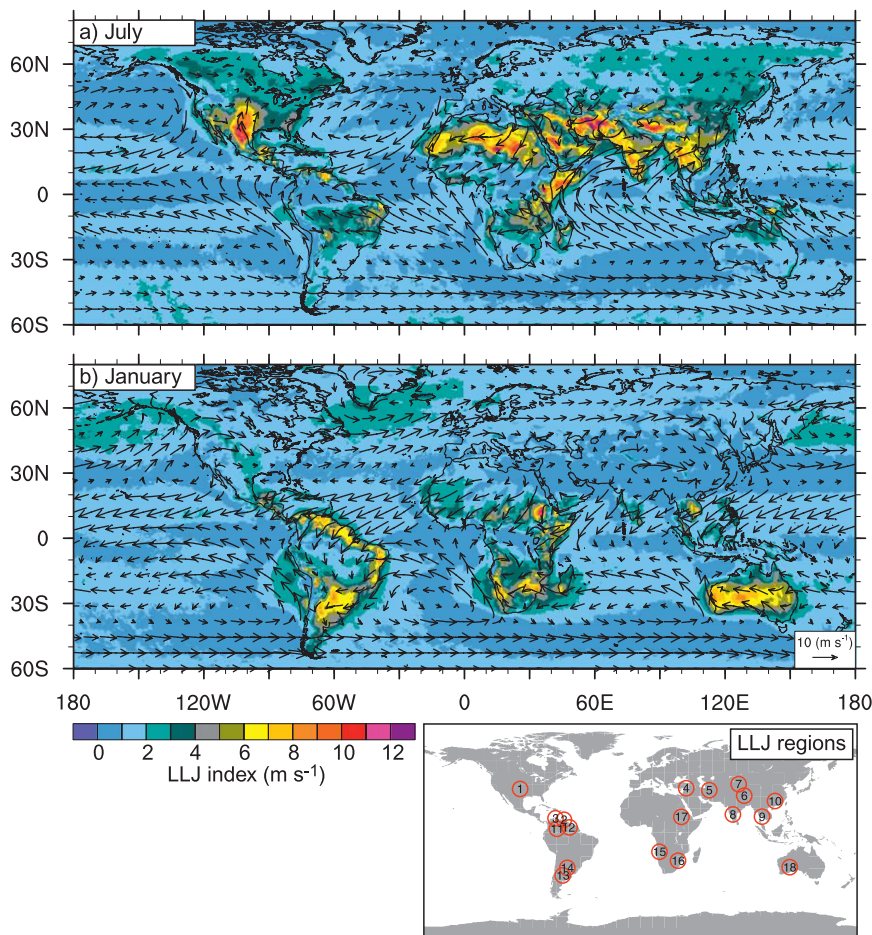 a) July
60N
30N
0
30S
60S
b) January
60N
30N
0
30S
60S
10 (m s-1)
180 120W 60W 0 60E 120E 180
0 2 4 6 8 10 12
LLJ index (m s-1)
LLJ regions
1
4 5 7 6
3 2
11 12
17 8 9 10
15 16
14
13
18